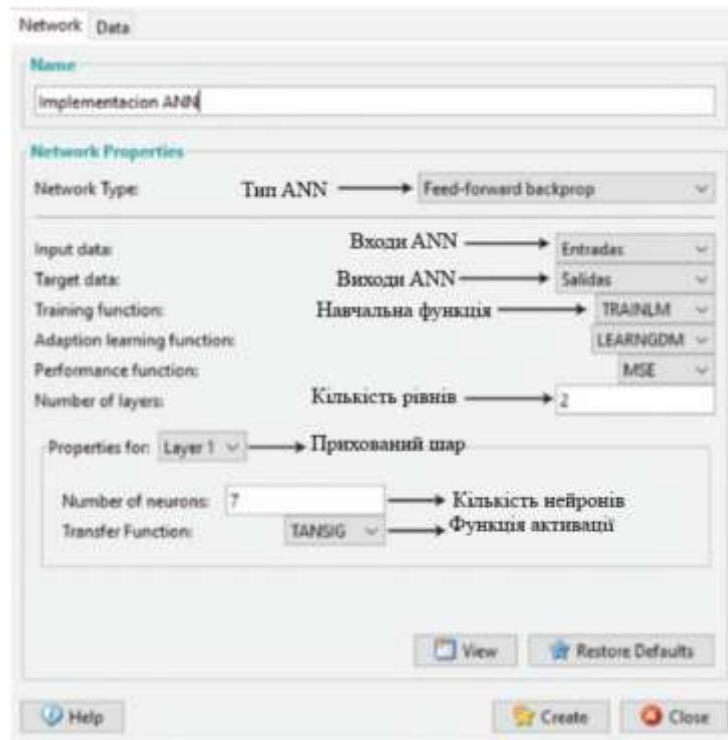 Network Data
Name
Implementacion ANN
Network Properties
Network Type: Тип ANN Feed-forward backprop
Input data: Входи ANN Entradas
Target data: Виходи ANN Salidas
Training function: Навчальна функція TRAINLM
Adaption learning function: LEARNGDM
Performance function: MSE
Number of layers: Кількість рівнів 2
Properties for: Layer 1 Прихований шар
Number of neurons: 7 Кількість нейронів
Transfer Function: TANSIG Функція активації
View Restore Defaults
Help Create Close